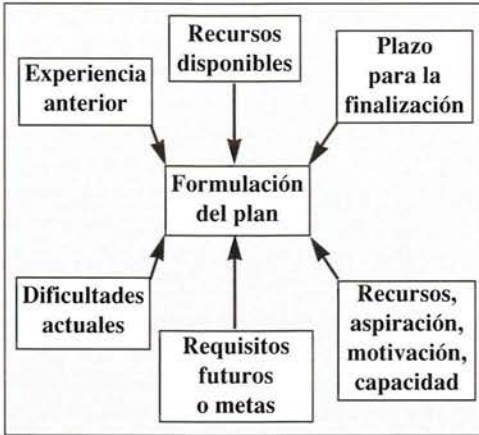 Recursos
disponibles
Experiencia
anterior
Plazo
para la
finalización
Formulación
del plan
Dificultades
actuales
Requisitos
futuros
o metas
Recursos,
aspiración,
motivación,
capacidad